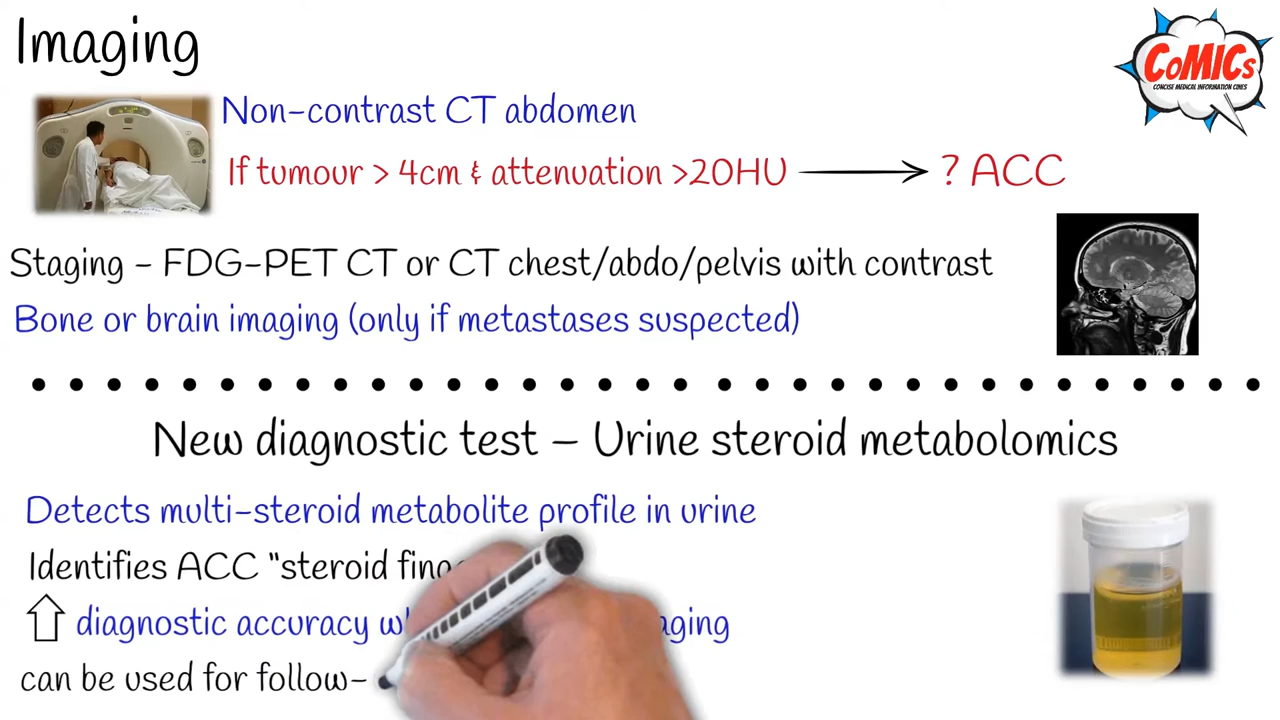 Imaging
CoMICs
CONCISE MEDICAL INFORMATION CINES
Non-contrast CT abdomen
If tumour > 4cm & attenuation >20HU → ? ACC
Staging - FDG-PET CT or CT chest/abdo/pelvis with contrast
Bone or brain imaging (only if metastases suspected)
New diagnostic test – Urine steroid metabolomics
Detects multi-steroid metabolite profile in urine
Identifies ACC "steroid
diagnostic accuracy
can be used for follow-